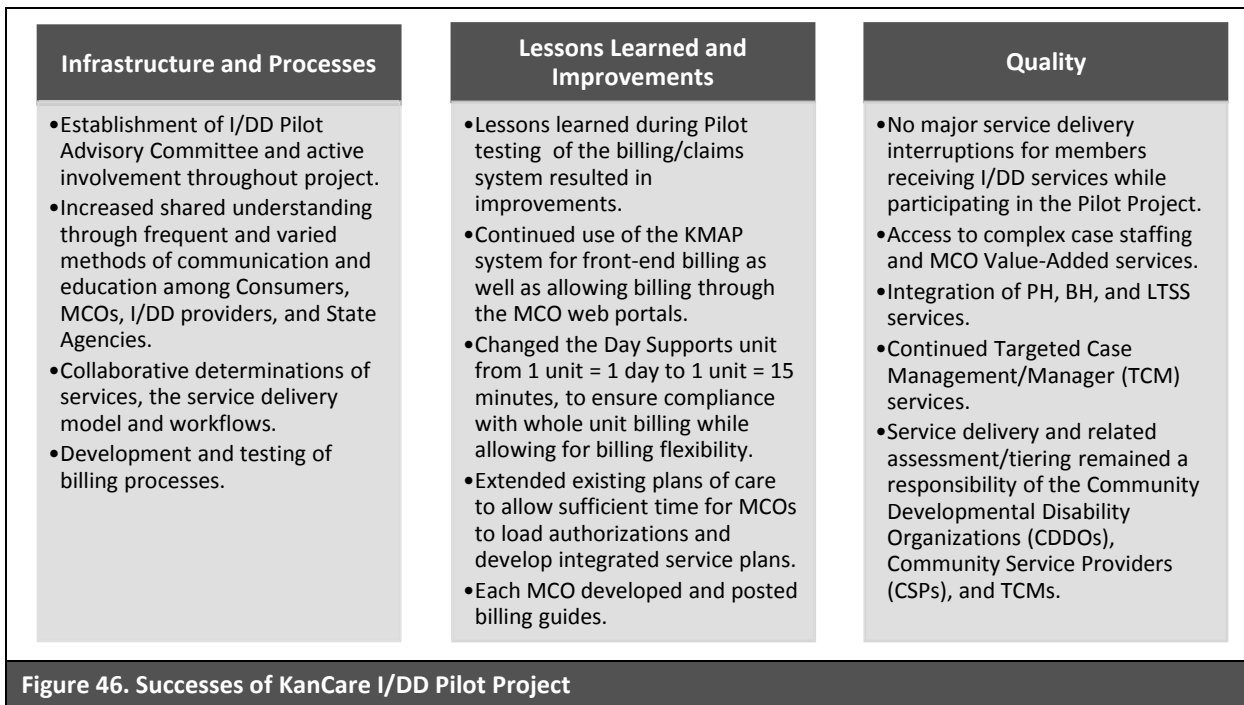 Infrastructure and Processes
•Establishment of I/DD Pilot
Advisory Committee and active
involvement throughout project.
•Increased shared understanding
through frequent and varied
methods of communication and
education among Consumers,
MCOs, I/DD providers, and State
Agencies.
•Collaborative determinations of
services, the service delivery
model and workflows.
•Development and testing of
billing processes.
Lessons Learned and
Improvements
•Lessons learned during Pilot
testing of the billing/claims
system resulted in
improvements.
•Continued use of the KMAP
system for front-end billing as
well as allowing billing through
the MCO web portals.
•Changed the Day Supports unit
from 1 unit = 1 day to 1 unit = 15
minutes, to ensure compliance
with whole unit billing while
allowing for billing flexibility.
•Extended existing plans of care
to allow sufficient time for MCOs
to load authorizations and
develop integrated service plans.
•Each MCO developed and posted
billing guides.
Quality
•No major service delivery
interruptions for members
receiving I/DD services while
participating in the Pilot Project.
•Access to complex case staffing
and MCO Value-Added services.
•Integration of PH, BH, and LTSS
services.
•Continued Targeted Case
Management/Manager (TCM)
services.
•Service delivery and related
assessment/tiering remained a
responsibility of the Community
Developmental Disability
Organizations (CDDOs),
Community Service Providers
(CSPs), and TCMs.
Figure 46. Successes of KanCare I/DD Pilot Project